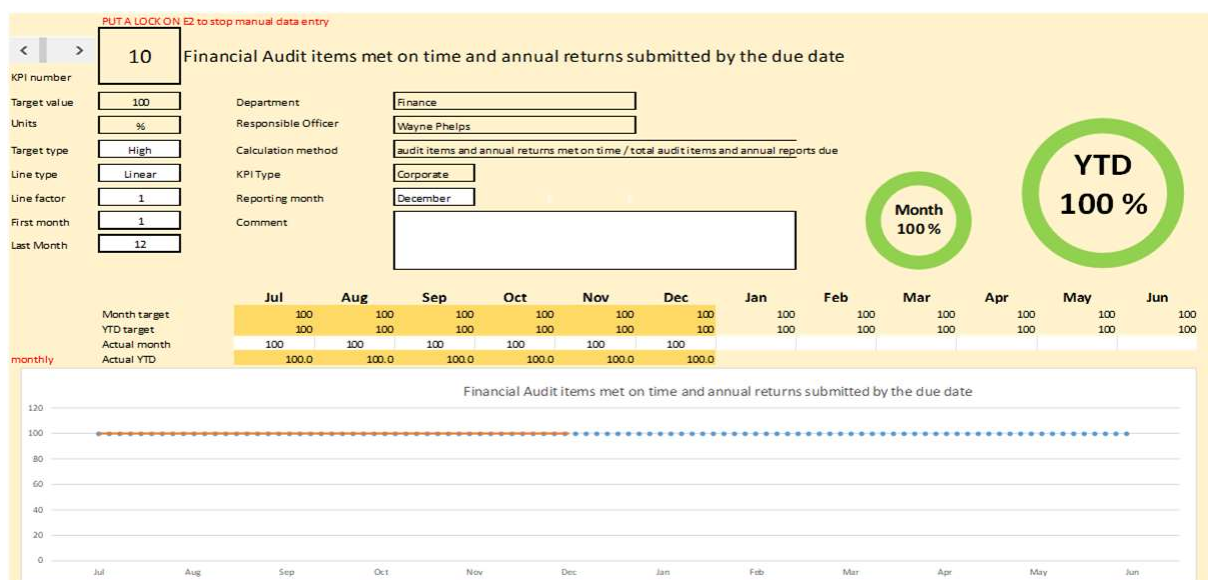 PUT A LOCK ON E2 to stop manual data entry
< >
10 Financial Audit items met on time and annual returns submitted by the due date
KPI number
Target value 100 Department Finance
Units % Responsible Officer Wayne Phelps
Target type High Calculation method audit items and annual returns met on time / total audit items and annual reports due
Line type Linear KPI Type Corporate
Line factor 1 Reporting month December
First month 1 Comment
Last Month 12
Month
100 %
YTD
100 %
Jul Aug Sep Oct Nov Dec Jan Feb Mar Apr May Jun
Month target 100 100 100 100 100 100 100 100 100 100 100 100
YTD target 100 100 100 100 100 100 100 100 100 100 100 100
Actual month 100 100 100 100 100 100
monthly Actual YTD 100.0 100.0 100.0 100.0 100.0 100.0
Financial Audit items met on time and annual returns submitted by the due date
120
100
80
60
40
20
0
Jul Aug Sep Oct Nov Dec Jan Feb Mar Apr May Jun